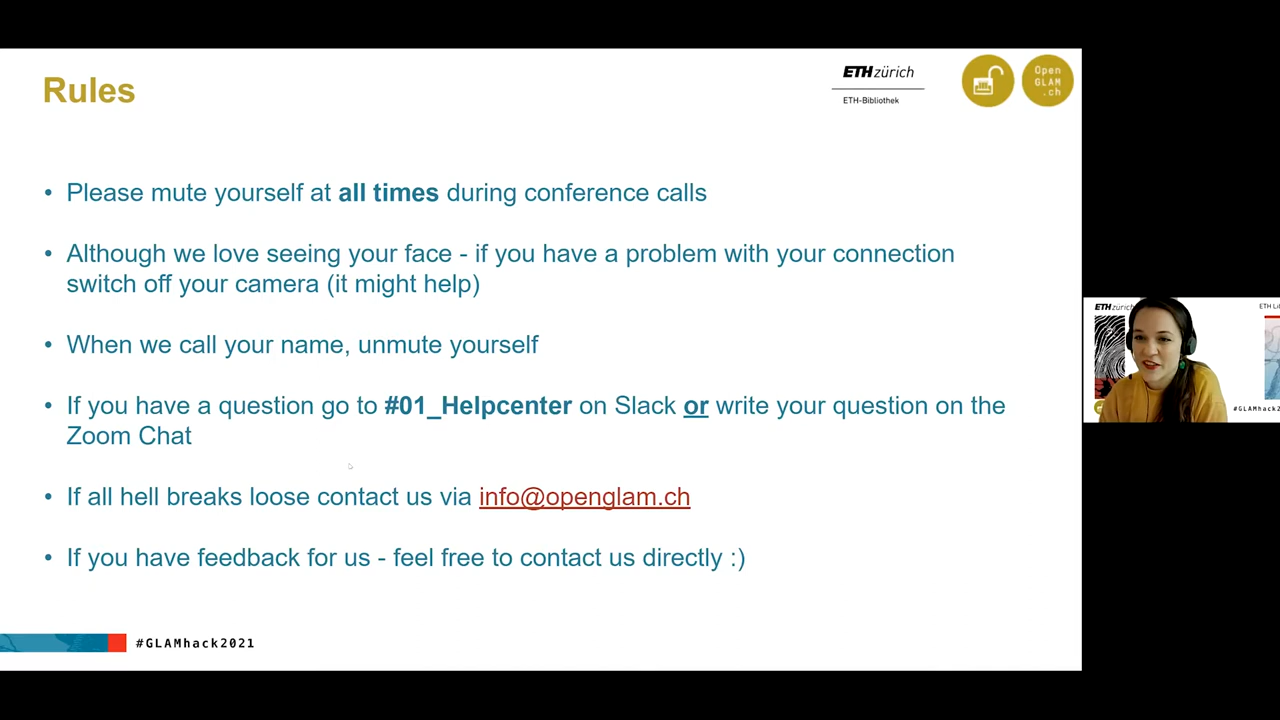 Rules
ETH zürich
ETH-Bibliothek
Open
GLAM
.ch
• Please mute yourself at all times during conference calls
• Although we love seeing your face - if you have a problem with your connection
switch off your camera (it might help)
• When we call your name, unmute yourself
• If you have a question go to #01_Helpcenter on Slack or write your question on the
Zoom Chat
• If all hell breaks loose contact us via info@openglam.ch
• If you have feedback for us - feel free to contact us directly :)
#GLAMhack2021
ETH zürich
ETH
#GLAMhack2